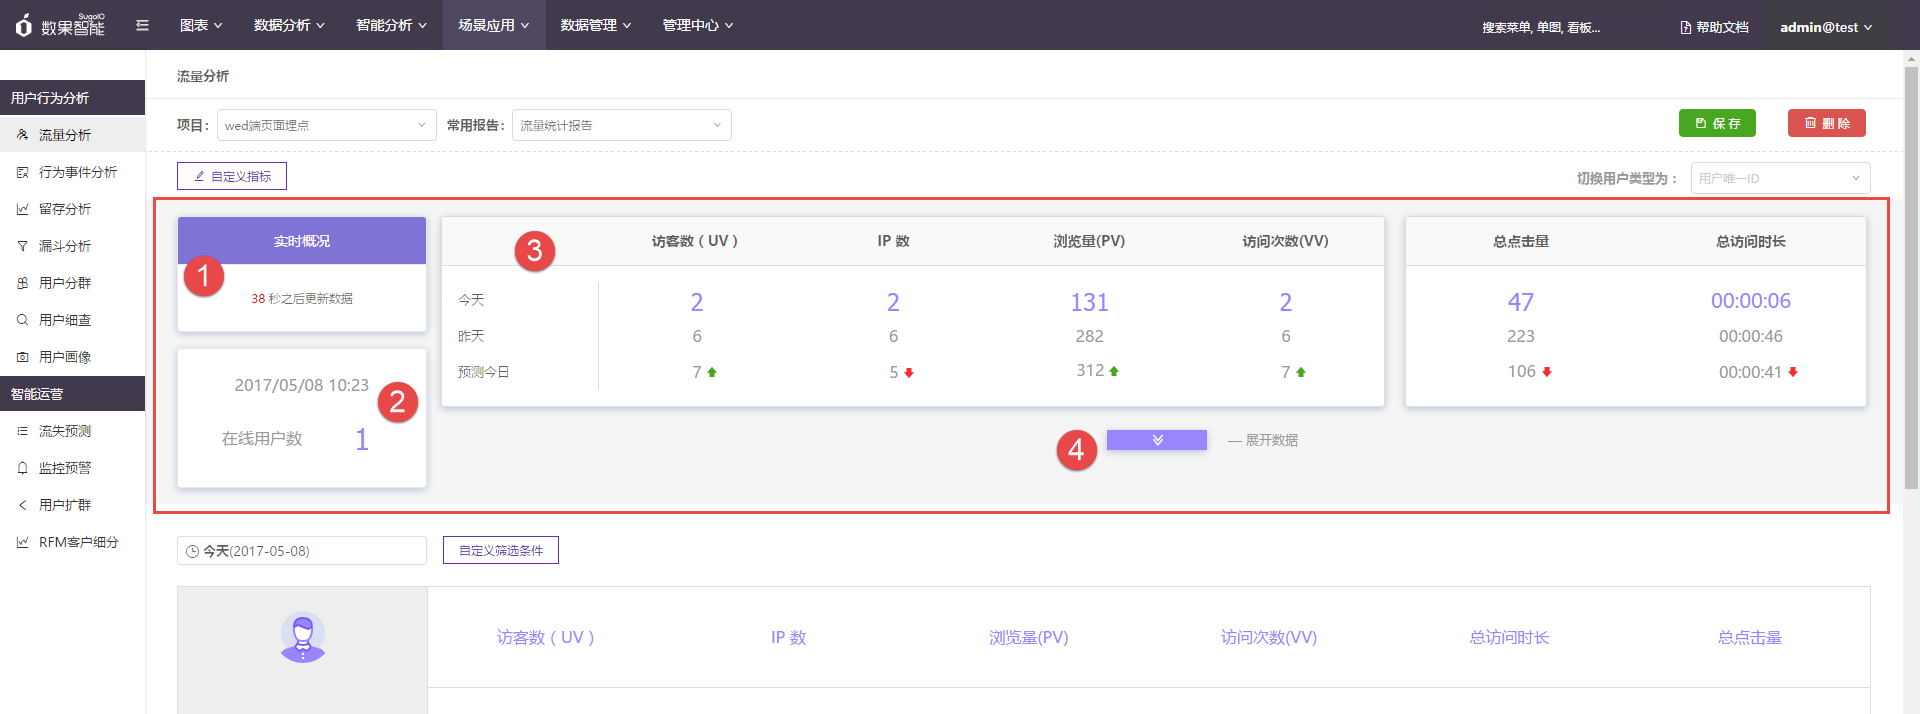 SugoIO
数果智能
图表
数据分析
智能分析
场景应用
数据管理
管理中心
搜索菜单, 单图, 看板...
帮助文档
admin@test
用户行为分析
流量分析
行为事件分析
留存分析
漏斗分析
用户分群
用户细查
用户画像
智能运营
流失预测
监控预警
用户扩群
RFM客户细分
流量分析
项目： wed端页面埋点 常用报告： 流量统计报告
保 存
删 除
自定义指标
切换用户类型为： 用户唯一ID
实时概况
1
38 秒之后更新数据
2017/05/08 10:23
2
在线用户数 1
3
访客数 ( UV ) IP 数 浏览量(PV) 访问次数(VV)
今天 2 2 131 2
昨天 6 6 282 6
预测今日 7 5 312 7
总点击量 总访问时长
47 00:00:06
223 00:00:46
106 00:00:41
4
— 展开数据
今天(2017-05-08)
自定义筛选条件
访客数 ( UV ) IP 数 浏览量(PV) 访问次数(VV) 总访问时长 总点击量